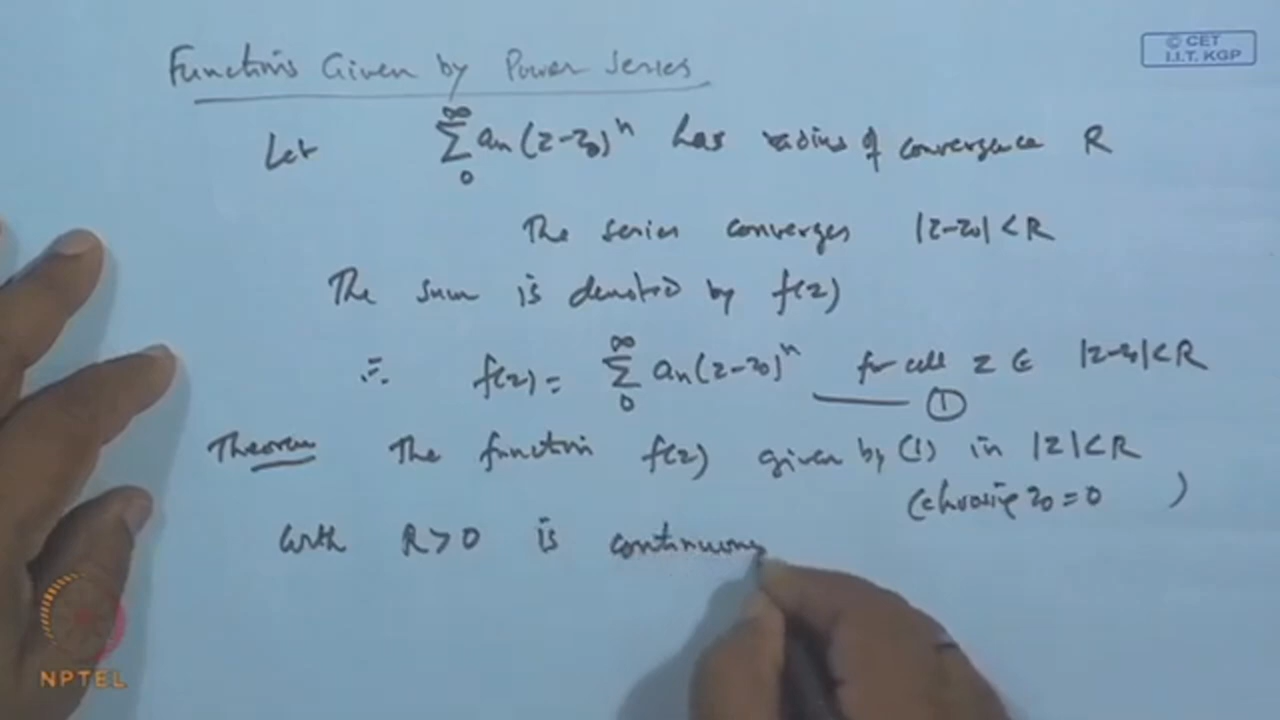 © CET
I.I.T. KGP
Functions Given by Power Series
Let ∑_0^∞ an (z-z0)^n has radius of convergence R
The series converges |z-z0| < R
The sum is denoted by f(z)
∴ f(z) = ∑_0^∞ an (z-z0)^n for all z ∈ |z-z0| < R
——— ①
Theorem The function f(z) given by (1) in |z| < R
(choosing z0 = 0 )
with R > 0 is continuous
NPTEL